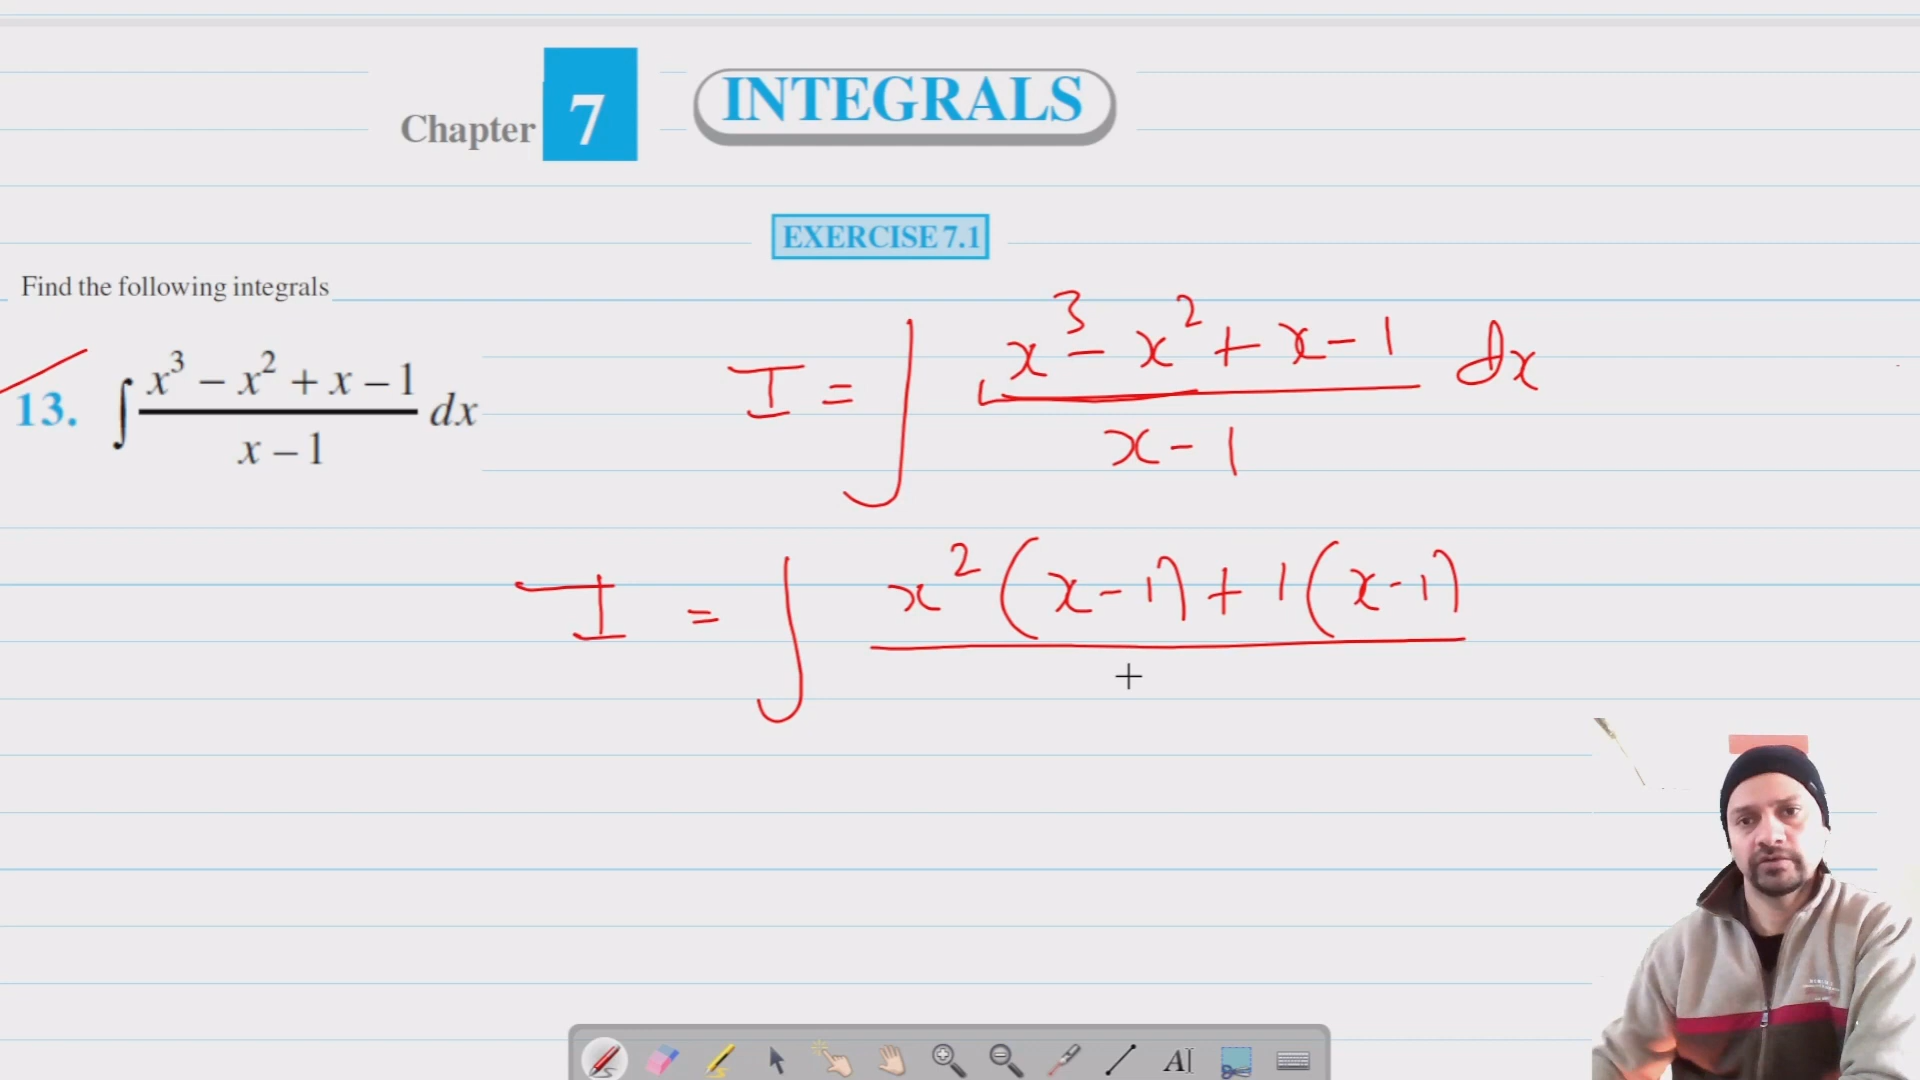 Chapter 7 INTEGRALS
EXERCISE 7.1
Find the following integrals
13. ∫ (x³ – x² + x – 1)/(x – 1) dx
I = ∫ (x³ - x² + x - 1)/(x - 1) dx
I = ∫ x²(x-1) + 1(x-1)
AI